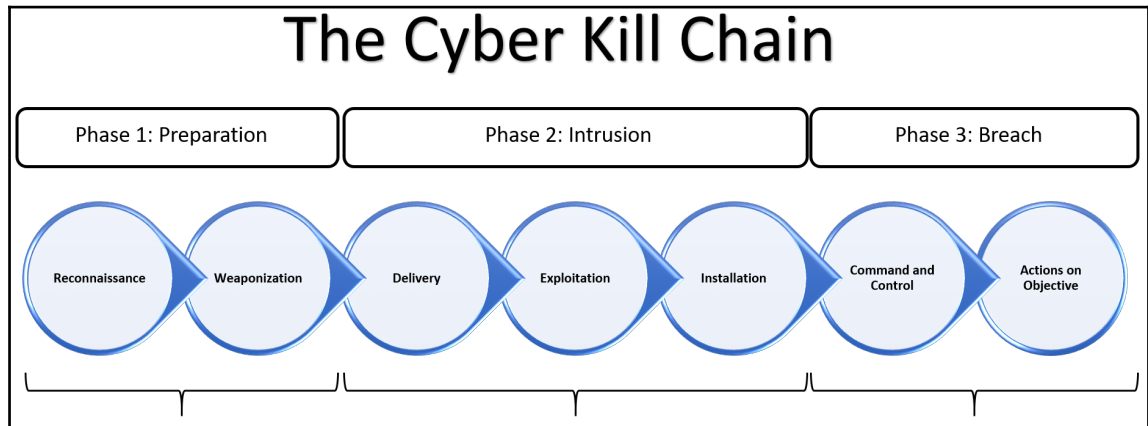 The Cyber Kill Chain
Phase 1: Preparation
Phase 2: Intrusion
Phase 3: Breach
Reconnaissance
Weaponization
Delivery
Exploitation
Installation
Command and
Control
Actions on
Objective